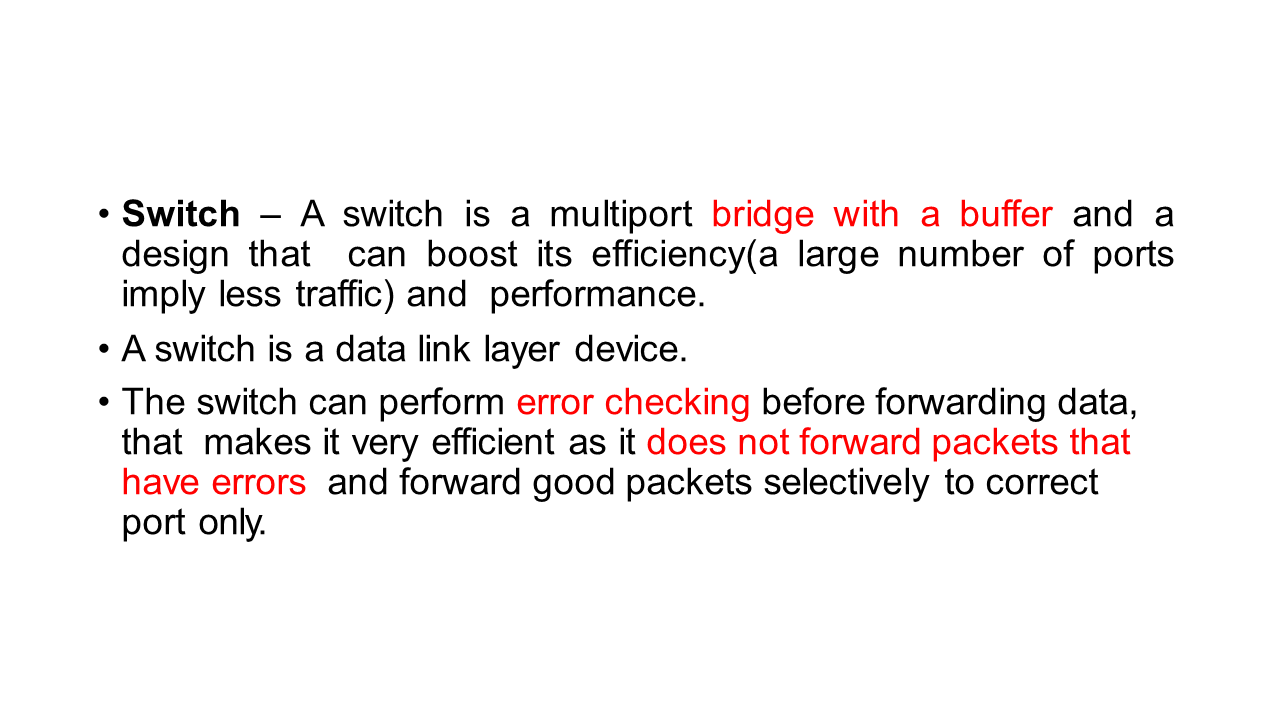 • Switch – A switch is a multiport bridge with a buffer and a
design that can boost its efficiency(a large number of ports
imply less traffic) and performance.
• A switch is a data link layer device.
• The switch can perform error checking before forwarding data,
that makes it very efficient as it does not forward packets that
have errors and forward good packets selectively to correct
port only.